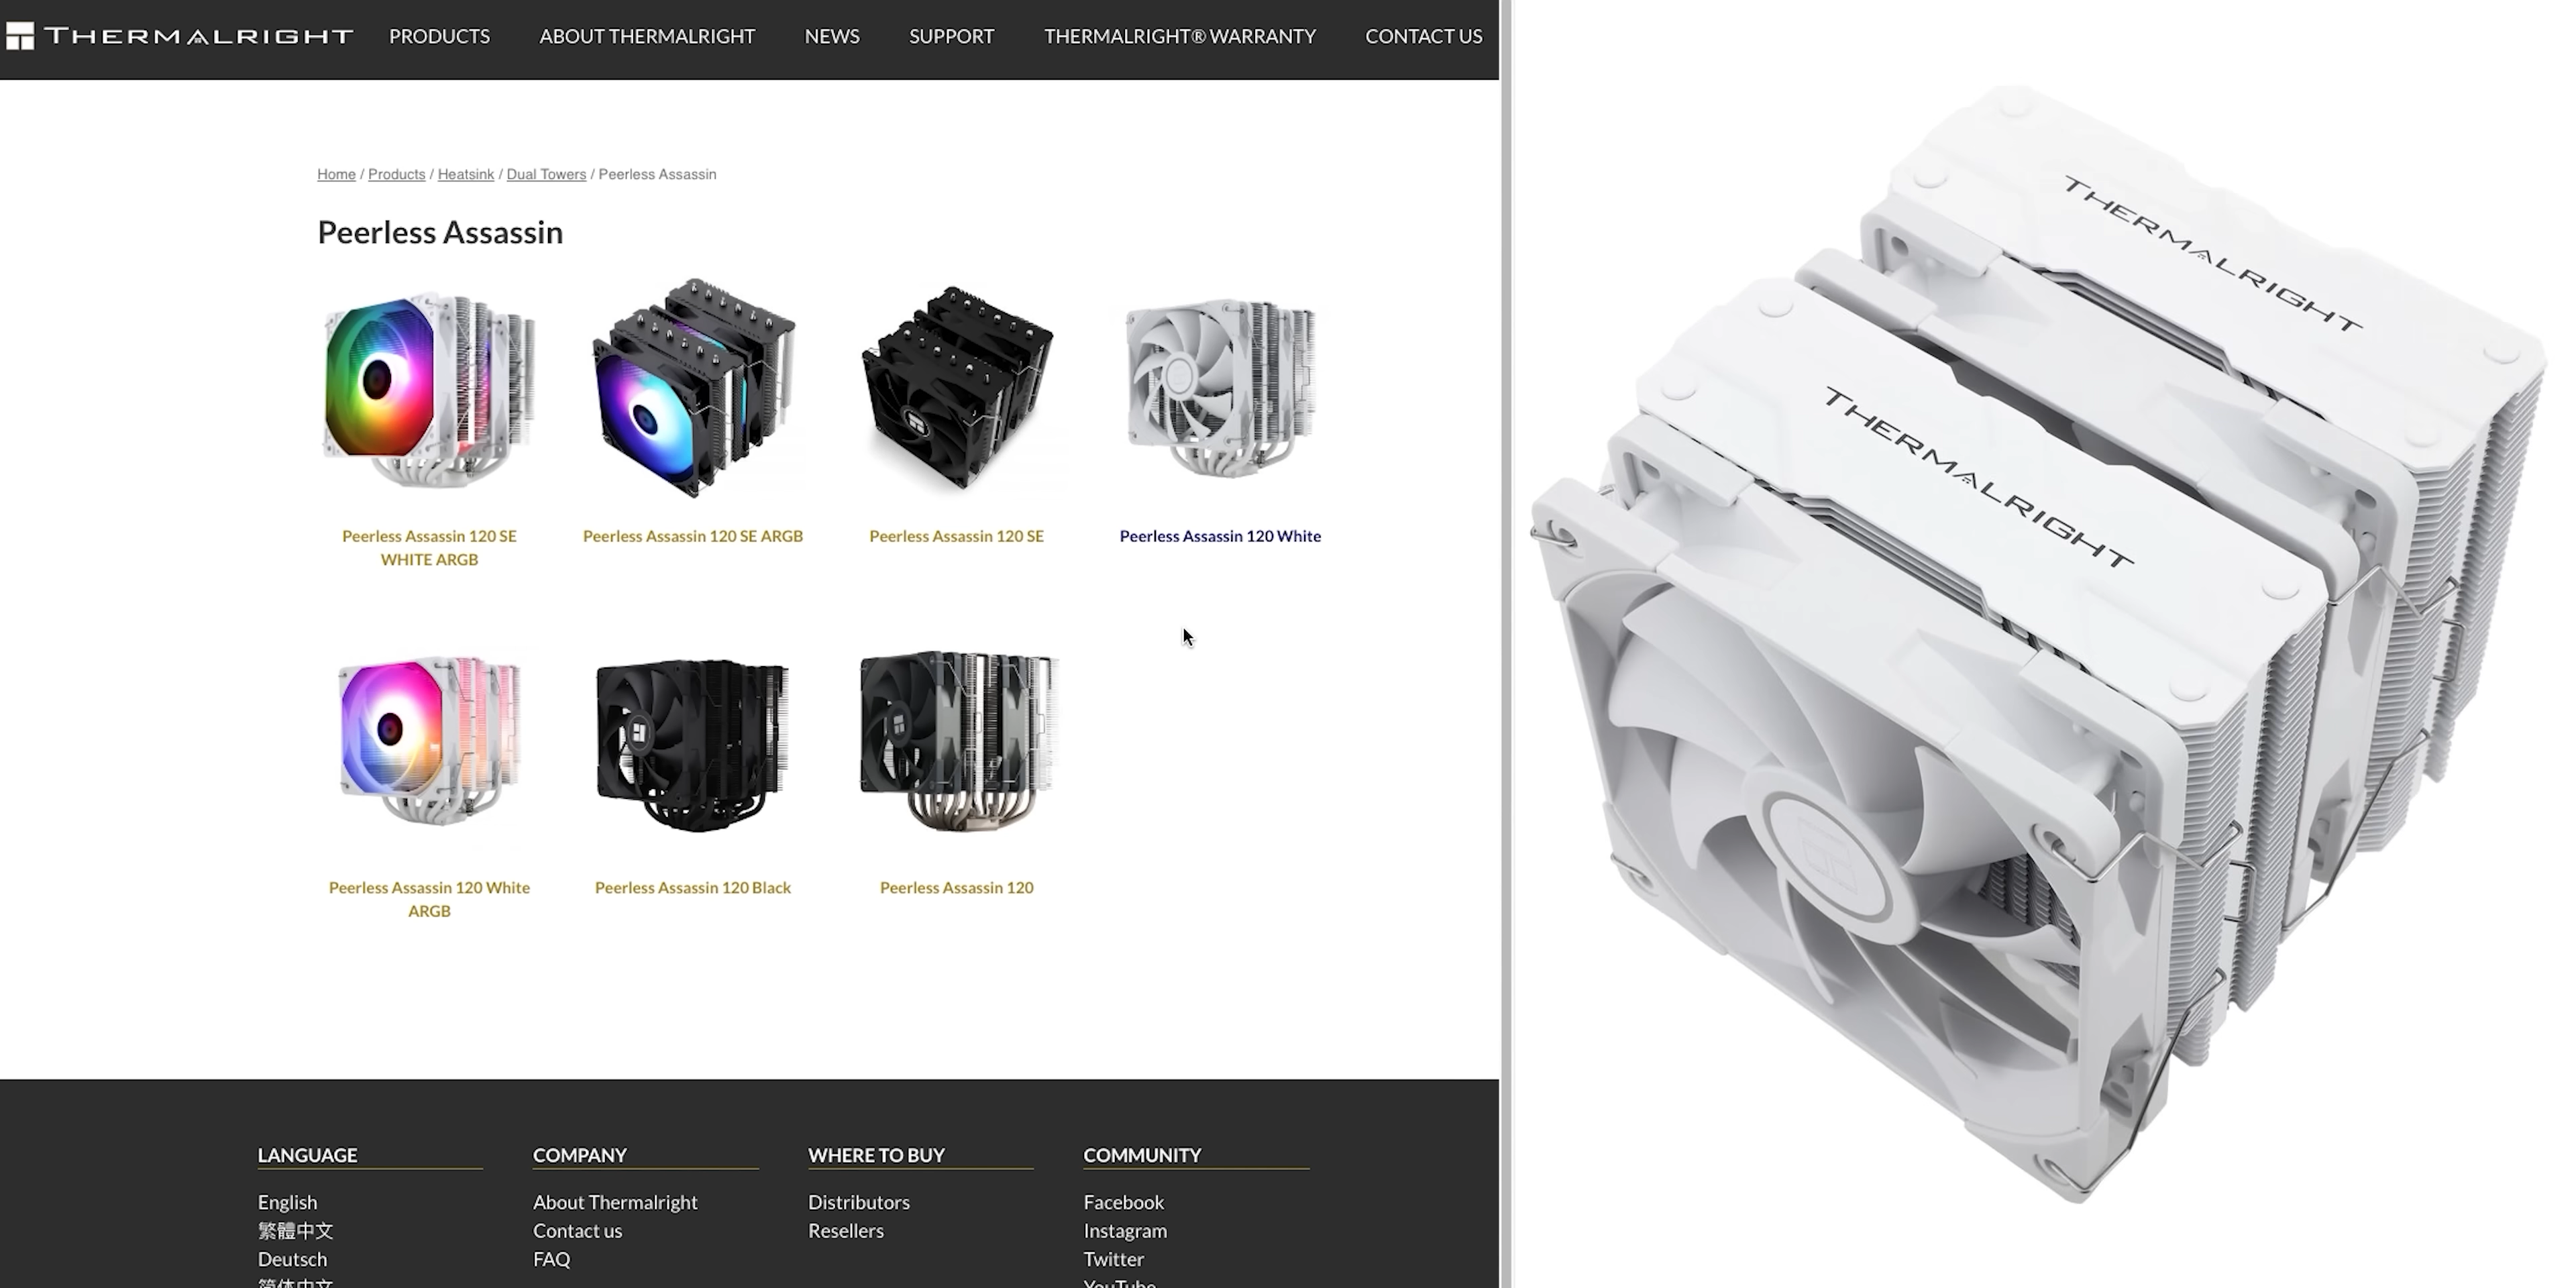 THERMALRIGHT PRODUCTS ABOUT THERMALRIGHT NEWS SUPPORT THERMALRIGHT® WARRANTY CONTACT US
Home / Products / Heatsink / Dual Towers / Peerless Assassin
Peerless Assassin
Peerless Assassin 120 SE
WHITE ARGB
Peerless Assassin 120 SE ARGB
Peerless Assassin 120 SE
Peerless Assassin 120 White
Peerless Assassin 120 White
ARGB
Peerless Assassin 120 Black
Peerless Assassin 120
LANGUAGE
English
繁體中文
Deutsch
简体中文
COMPANY
About Thermalright
Contact us
FAQ
WHERE TO BUY
Distributors
Resellers
COMMUNITY
Facebook
Instagram
Twitter
YouTube
THERMALRIGHT
THERMALRIGHT